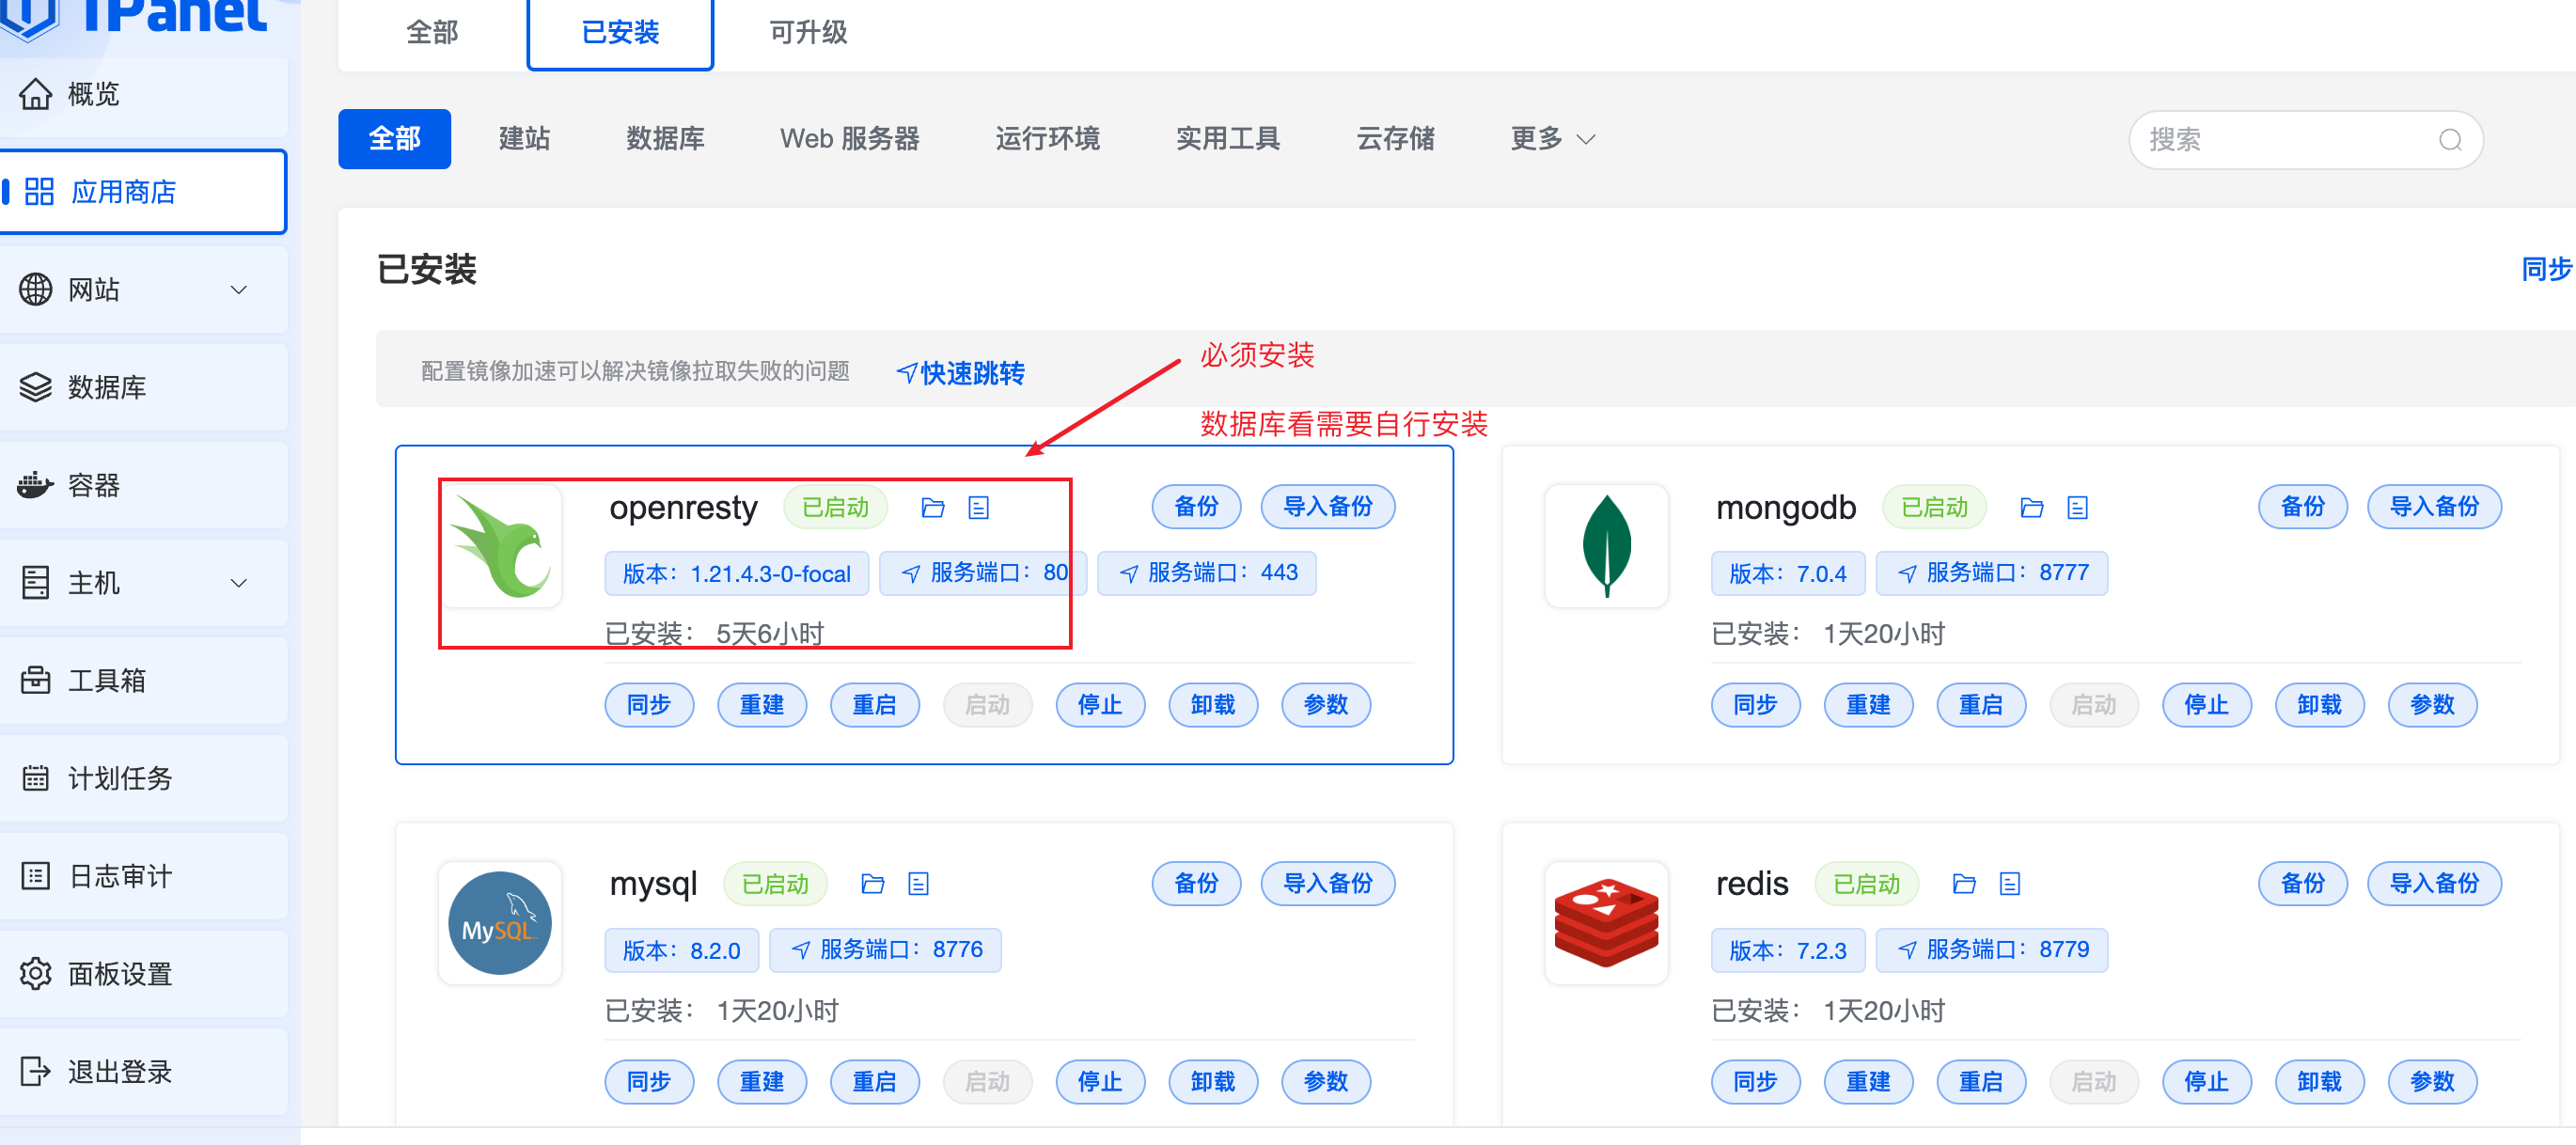 1Panel
概览
应用商店
网站
数据库
容器
主机
工具箱
计划任务
日志审计
面板设置
退出登录
全部 已安装 可升级
全部 建站 数据库 Web 服务器 运行环境 实用工具 云存储 更多 搜索
已安装 同步
配置镜像加速可以解决镜像拉取失败的问题 快速跳转
必须安装
数据库看需要自行安装
openresty 已启动 备份 导入备份
版本：1.21.4.3-0-focal 服务端口：80 服务端口：443
已安装： 5天6小时
同步 重建 重启 启动 停止 卸载 参数
mongodb 已启动 备份 导入备份
版本：7.0.4 服务端口：8777
已安装： 1天20小时
同步 重建 重启 启动 停止 卸载 参数
mysql 已启动 备份 导入备份
MySQL
版本：8.2.0 服务端口：8776
已安装： 1天20小时
同步 重建 重启 启动 停止 卸载 参数
redis 已启动 备份 导入备份
版本：7.2.3 服务端口：8779
已安装： 1天20小时
同步 重建 重启 启动 停止 卸载 参数